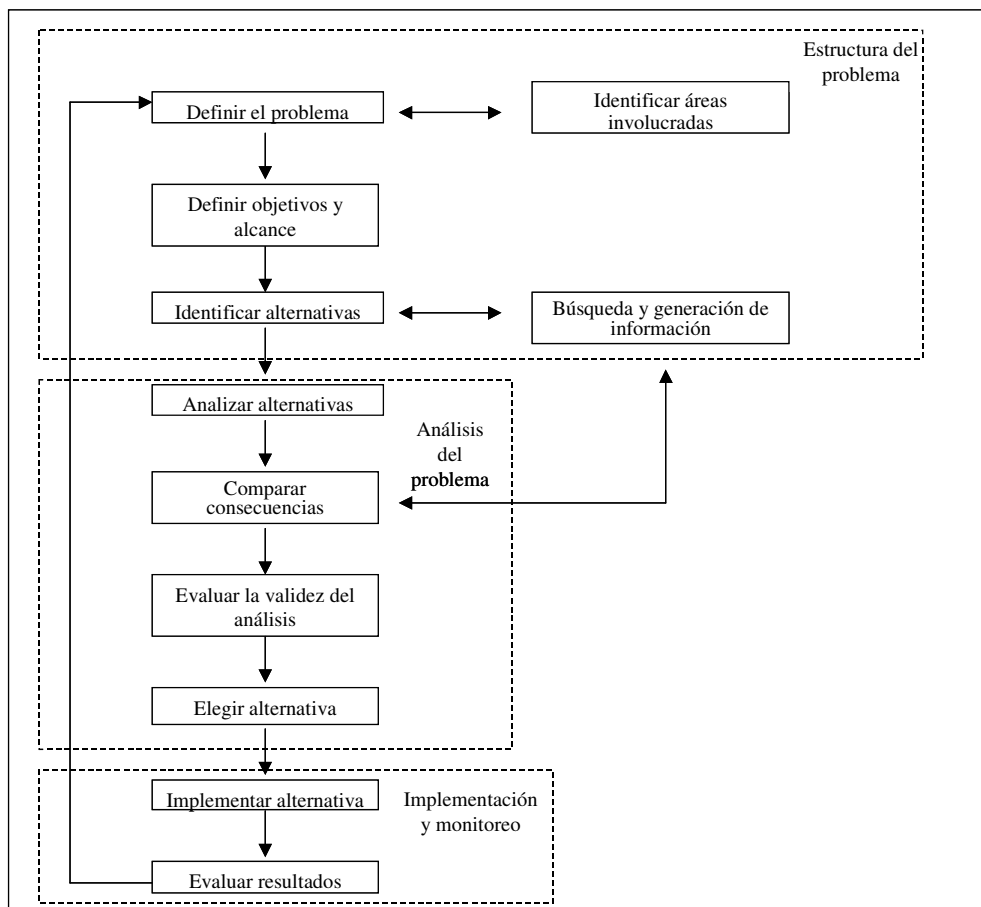 Estructura del
problema
Definir el problema
Identificar áreas
involucradas
Definir objetivos y
alcance
Identificar alternativas
Búsqueda y generación de
información
Analizar alternativas
Análisis
del
problema
Comparar
consecuencias
Evaluar la validez del
análisis
Elegir alternativa
Implementar alternativa
Implementación
y monitoreo
Evaluar resultados